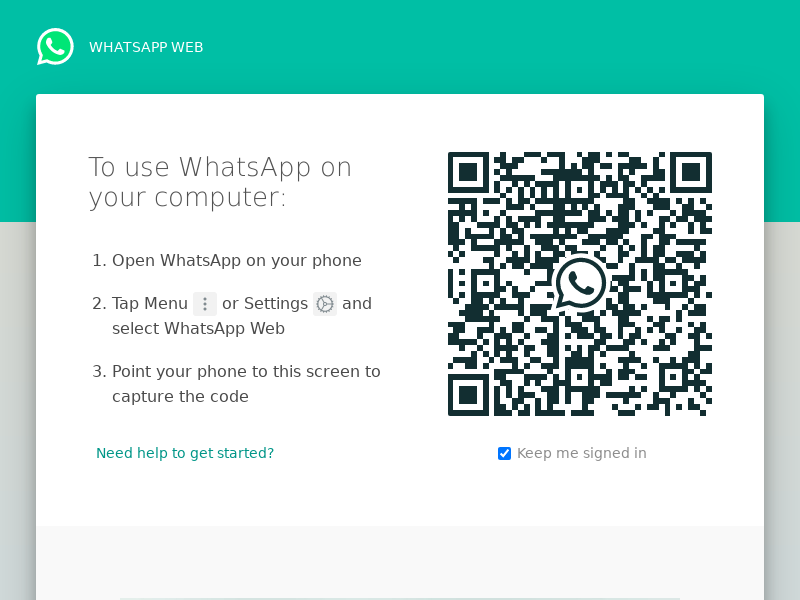 WHATSAPP WEB
To use WhatsApp on
your computer:
1. Open WhatsApp on your phone
2. Tap Menu or Settings and
select WhatsApp Web
3. Point your phone to this screen to
capture the code
Need help to get started?
Keep me signed in